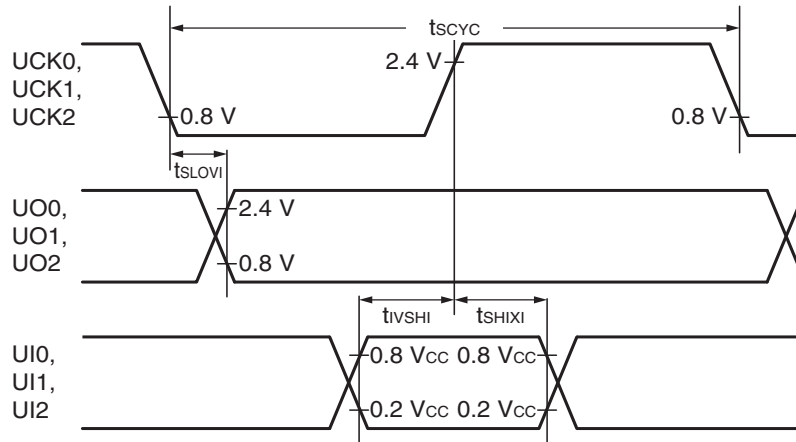 tSCYC
UCK0,
UCK1,
UCK2
2.4 V
0.8 V
0.8 V
tSLOVI
UO0,
UO1,
UO2
2.4 V
0.8 V
tIVSHI
tSHIXI
UI0,
UI1,
UI2
0.8 VCC
0.8 VCC
0.2 VCC
0.2 VCC